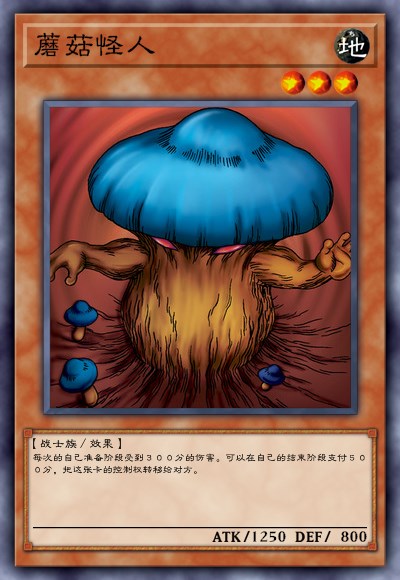 蘑菇怪人
地
【战士族／效果】
每次的自己准备阶段受到３００分的伤害。可以在自己的结束阶段支付５０
０分，把这张卡的控制权转移给对方。
ATK/1250 DEF/ 800